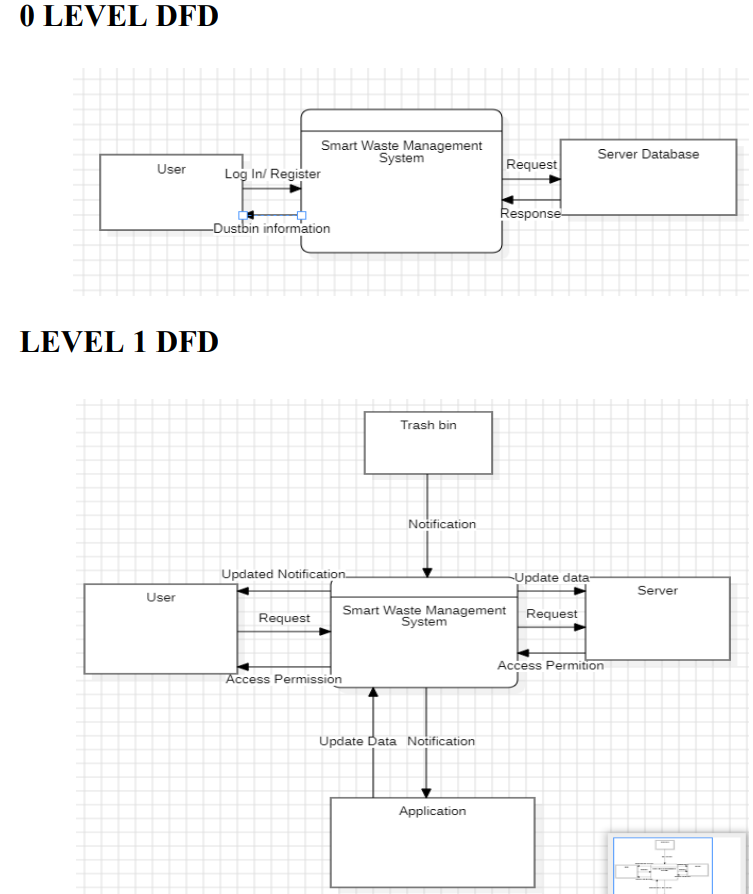 0 LEVEL DFD
Smart Waste Management
System
User
Log In/ Register
Dustbin information
Request
Response
Server Database
LEVEL 1 DFD
Trash bin
Notification
Updated Notification
User
Request
Access Permission
Smart Waste Management
System
Update data
Request
Access Permition
Server
Update Data
Notification
Application